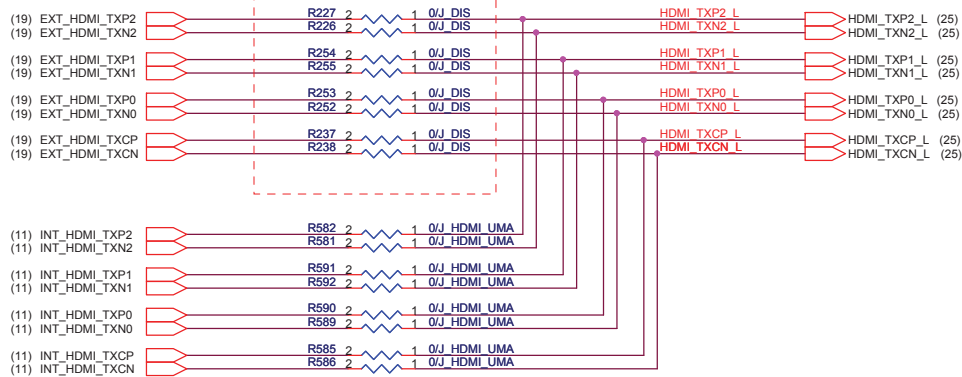 (19) EXT_HDMI_TXP2 R227 2 1 0/J_DIS HDMI_TXP2_L HDMI_TXP2_L (25)
(19) EXT_HDMI_TXN2 R226 2 1 0/J_DIS HDMI_TXN2_L HDMI_TXN2_L (25)
(19) EXT_HDMI_TXP1 R254 2 1 0/J_DIS HDMI_TXP1_L HDMI_TXP1_L (25)
(19) EXT_HDMI_TXN1 R255 2 1 0/J_DIS HDMI_TXN1_L HDMI_TXN1_L (25)
(19) EXT_HDMI_TXP0 R253 2 1 0/J_DIS HDMI_TXP0_L HDMI_TXP0_L (25)
(19) EXT_HDMI_TXN0 R252 2 1 0/J_DIS HDMI_TXN0_L HDMI_TXN0_L (25)
(19) EXT_HDMI_TXCP R237 2 1 0/J_DIS HDMI_TXCP_L HDMI_TXCP_L (25)
(19) EXT_HDMI_TXCN R238 2 1 0/J_DIS HDMI_TXCN_L HDMI_TXCN_L (25)
(11) INT_HDMI_TXP2 R582 2 1 0/J_HDMI_UMA
(11) INT_HDMI_TXN2 R581 2 1 0/J_HDMI_UMA
(11) INT_HDMI_TXP1 R591 2 1 0/J_HDMI_UMA
(11) INT_HDMI_TXN1 R592 2 1 0/J_HDMI_UMA
(11) INT_HDMI_TXP0 R590 2 1 0/J_HDMI_UMA
(11) INT_HDMI_TXN0 R589 2 1 0/J_HDMI_UMA
(11) INT_HDMI_TXCP R585 2 1 0/J_HDMI_UMA
(11) INT_HDMI_TXCN R586 2 1 0/J_HDMI_UMA